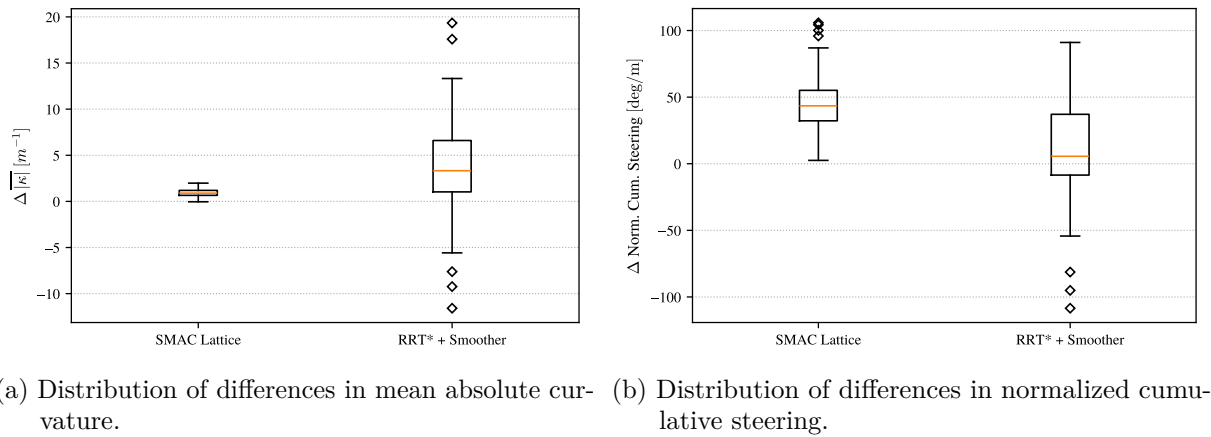 20
15
10
5
0
−5
−10
Δ |κ| [m⁻¹]
SMAC Lattice
RRT* + Smoother
100
50
0
−50
−100
Δ Norm. Cum. Steering [deg/m]
SMAC Lattice
RRT* + Smoother
a) Distribution of differences in mean absolute cur-
vature.
(b) Distribution of differences in normalized cumu-
lative steering.